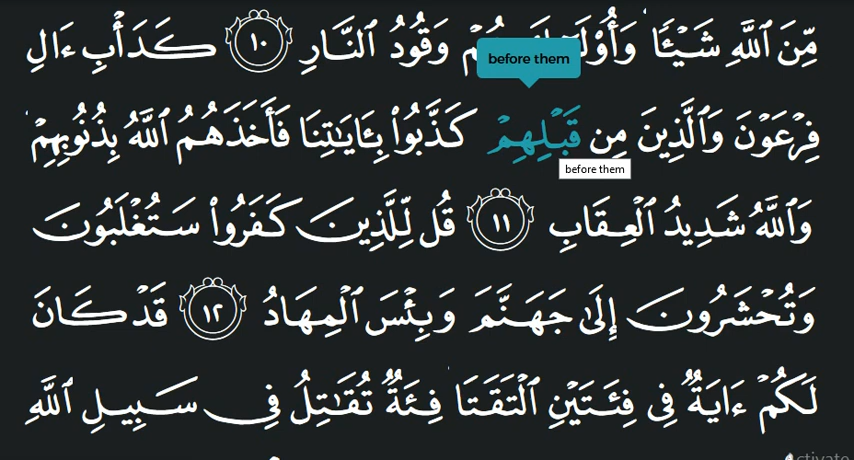 مِّنَ ٱللَّهِ شَيْـًٔا ۖ وَأُو۟لَـٰٓئِكَ هُمْ وَقُودُ ٱلنَّارِ ١٠ كَدَأْبِ ءَالِ
before them
فِرْعَوْنَ وَٱلَّذِينَ مِن قَبْلِهِمْ ۚ كَذَّبُوا۟ بِـَٔايَـٰتِنَا فَأَخَذَهُمُ ٱللَّهُ بِذُنُوبِهِمْ ۗ
before them
وَٱللَّهُ شَدِيدُ ٱلْعِقَابِ ١١ قُل لِّلَّذِينَ كَفَرُوا۟ سَتُغْلَبُونَ
وَتُحْشَرُونَ إِلَىٰ جَهَنَّمَ ۚ وَبِئْسَ ٱلْمِهَادُ ١٢ قَدْ كَانَ
لَكُمْ ءَايَةٌ فِى فِئَتَيْنِ ٱلْتَقَتَا ۖ فِئَةٌ تُقَـٰتِلُ فِى سَبِيلِ ٱللَّهِ